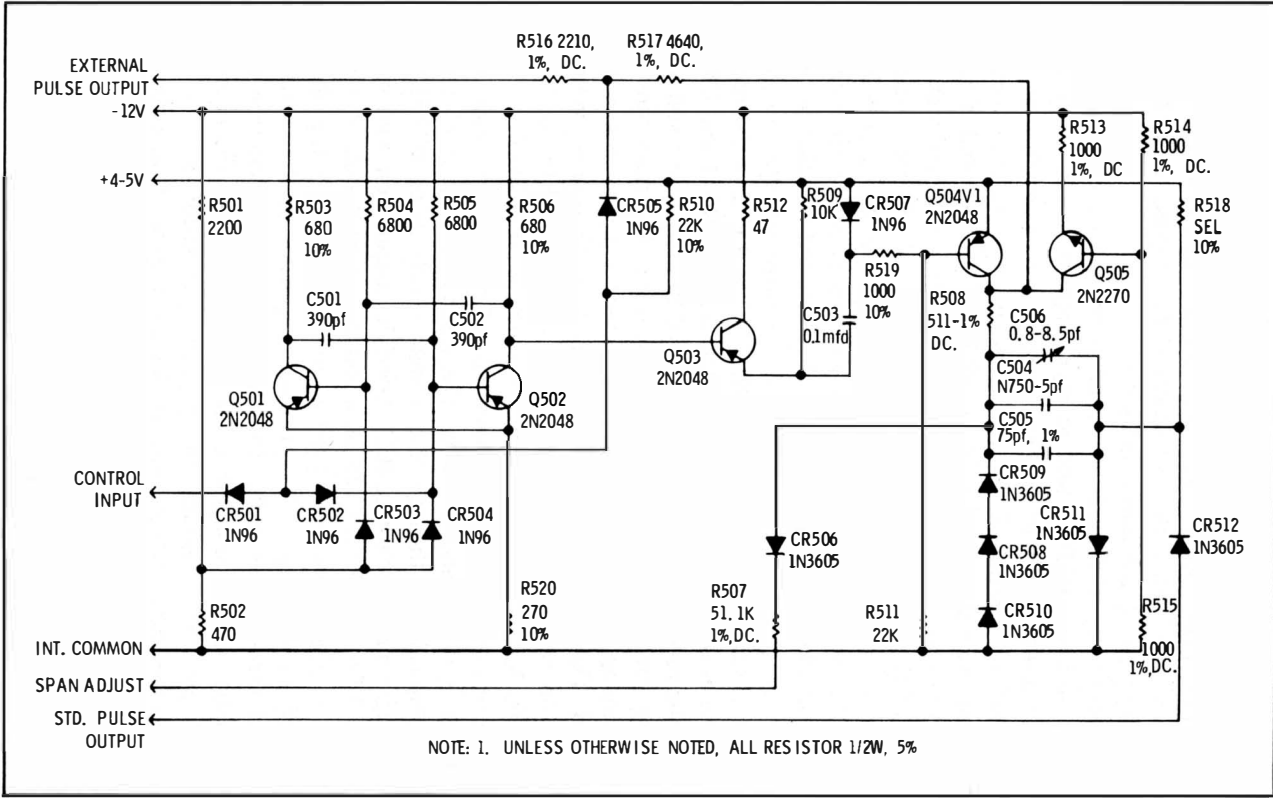 R516 2210,
1%, DC.
R517 4640,
1%, DC.
EXTERNAL
PULSE OUTPUT
-12V
+4-5V
R501
2200
R503
680
10%
R504
6800
R505
6800
R506
680
10%
CR505
1N96
R510
22K
10%
R512
47
R509
10K
CR507
1N96
Q504V1
2N2048
R513
1000
1%, DC
R514
1000
1%, DC.
R518
SEL
10%
R519
1000
10%
Q505
2N2270
C501
390pf
C502
390pf
C503
0.1mfd
R508
511-1%
DC.
C506
0.8-8.5pf
C504
N750-5pf
C505
75pf, 1%
Q501
2N2048
Q502
2N2048
Q503
2N2048
CONTROL
INPUT
CR501
1N96
CR502
1N96
CR503
1N96
CR504
1N96
CR506
1N3605
CR509
1N3605
CR508
1N3605
CR510
1N3605
CR511
1N3605
CR512
1N3605
R502
470
R520
270
10%
R507
51.1K
1%,DC.
R511
22K
R515
1000
1%,DC.
INT. COMMON
SPAN ADJUST
STD. PULSE
OUTPUT
NOTE: 1. UNLESS OTHERWISE NOTED, ALL RESISTOR 1/2W, 5%